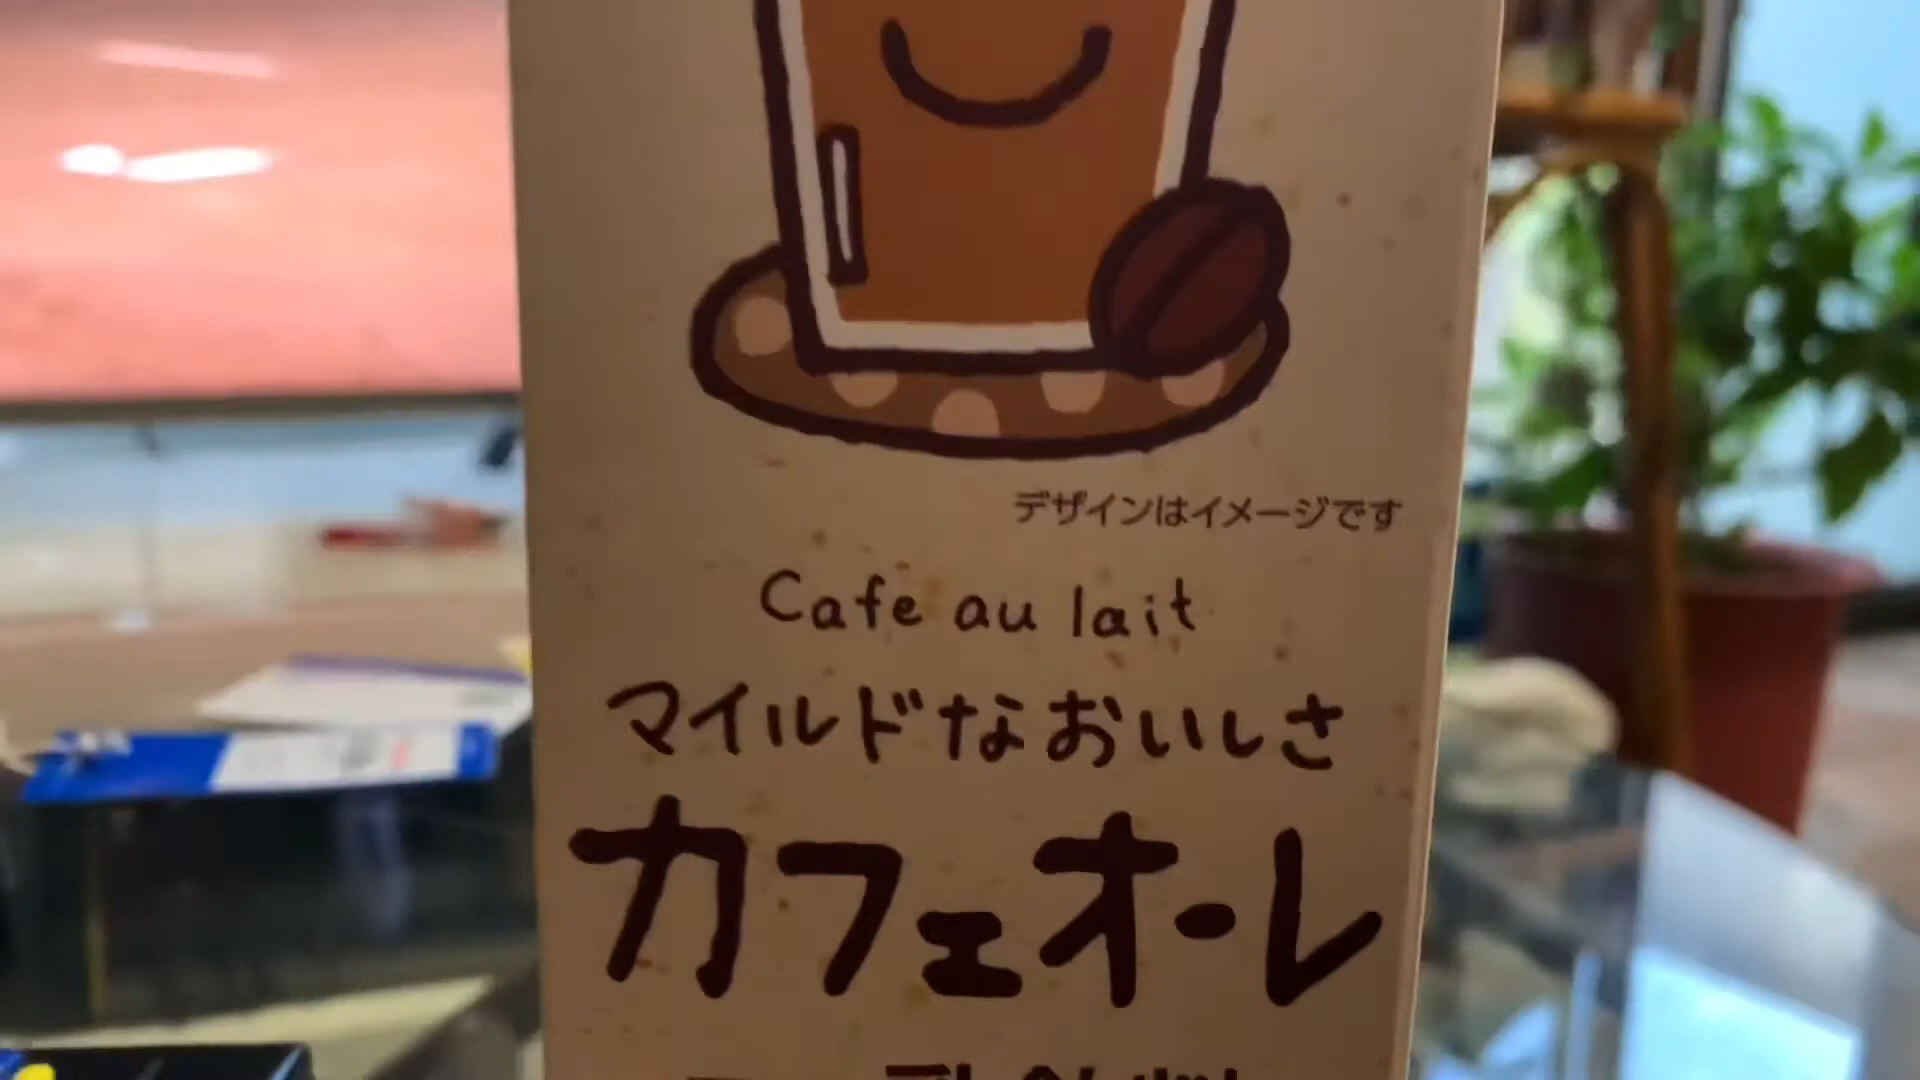 デザインはイメージです
Cafe au lait
マイルドなおいしさ
カフェオーレ